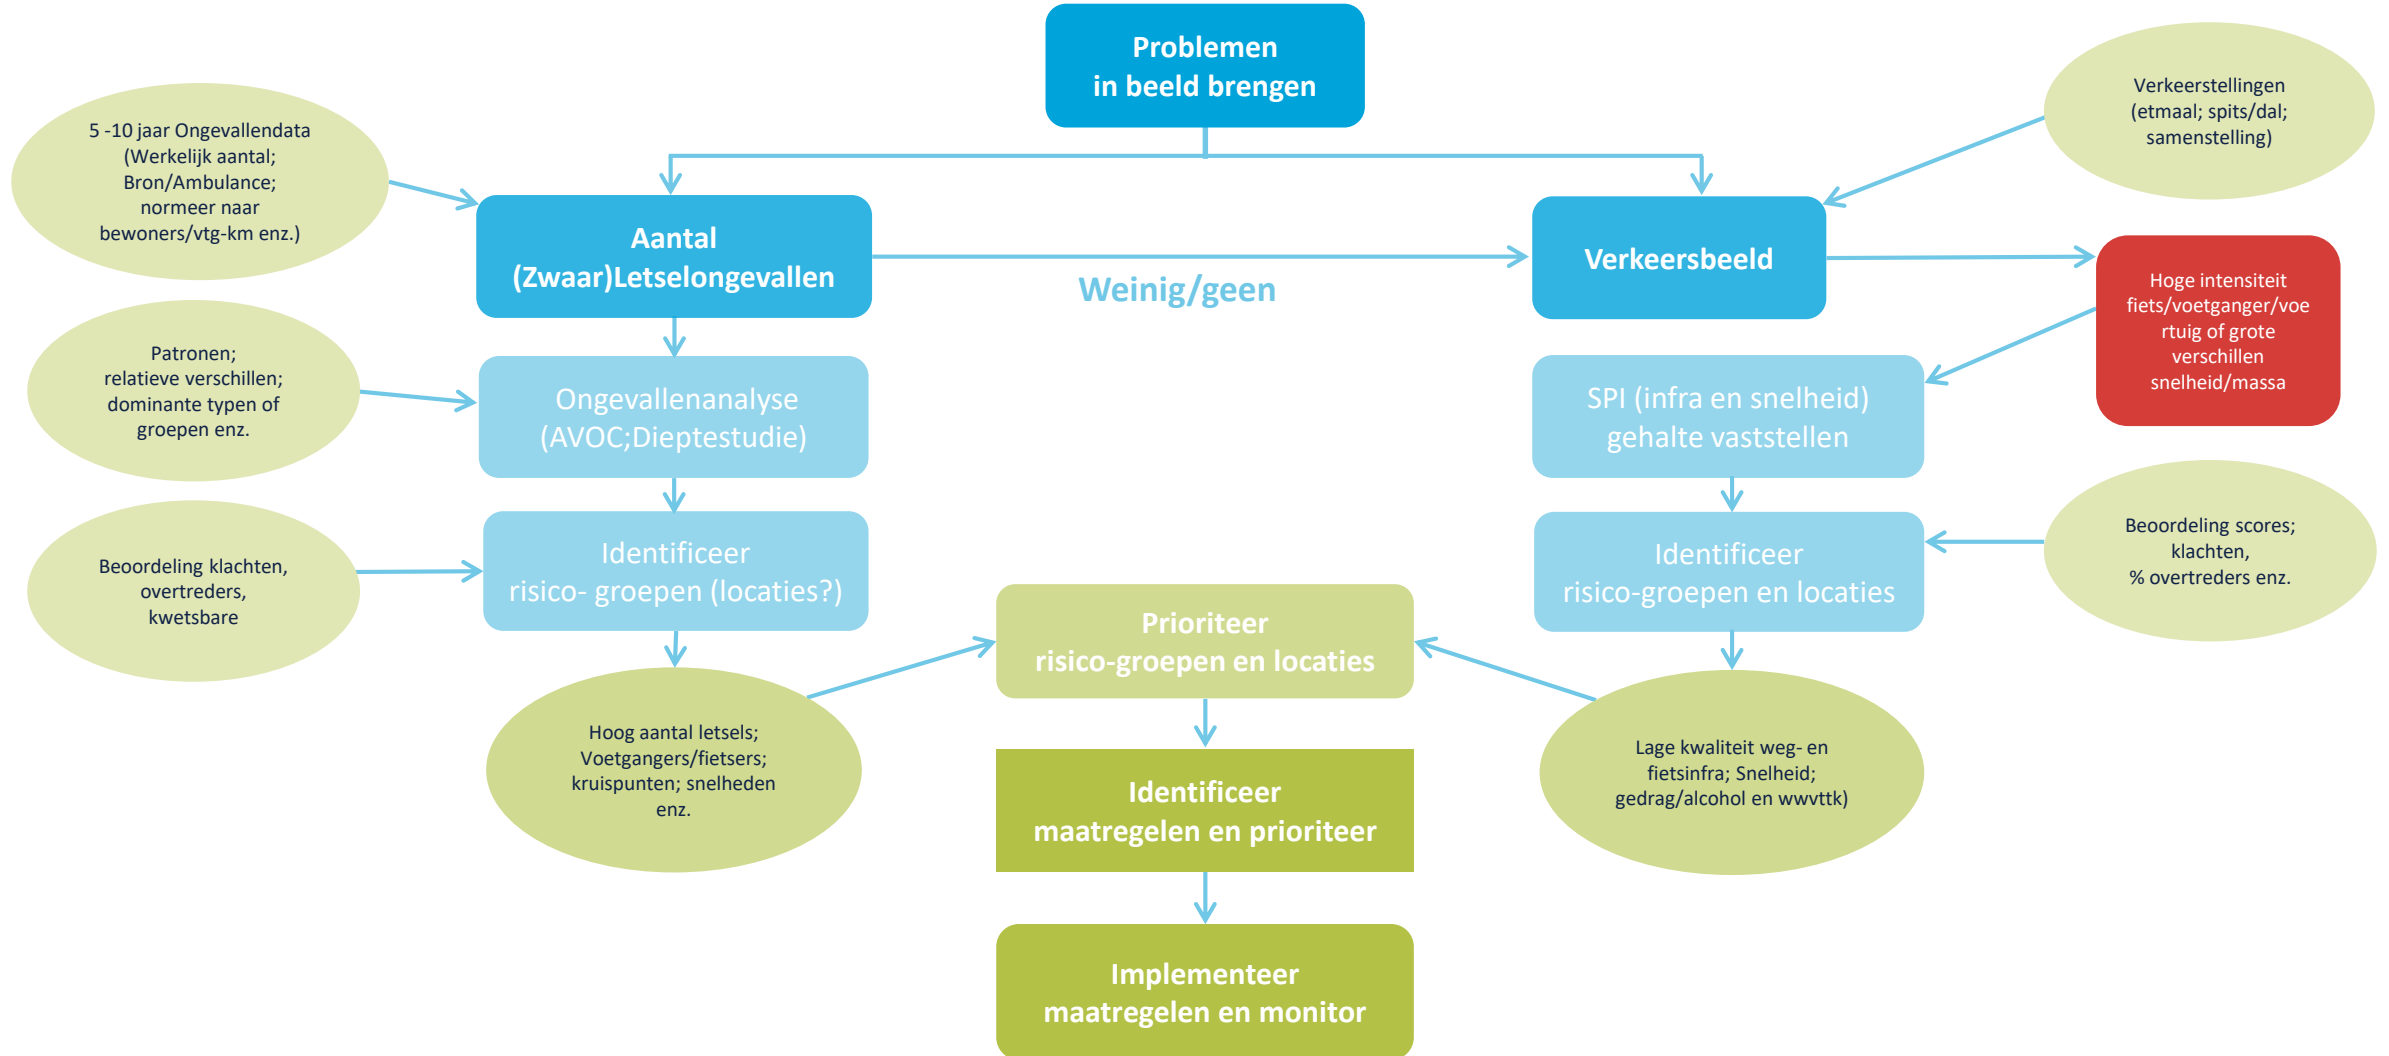 Problemen
in beeld brengen
5 -10 jaar Ongevallendata
(Werkelijk aantal;
Bron/Ambulance;
normeer naar
bewoners/vtg-km enz.)
Verkeerstellingen
(etmaal; spits/dal;
samenstelling)
Aantal
(Zwaar)Letselongevallen
Weinig/geen
Verkeersbeeld
Hoge intensiteit
fiets/voetganger/voe
rtuig of grote
verschillen
snelheid/massa
Patronen;
relatieve verschillen;
dominante typen of
groepen enz.
Ongevallenanalyse
(AVOC;Dieptestudie)
SPI (infra en snelheid)
gehalte vaststellen
Beoordeling klachten,
overtreders,
kwetsbare
Identificeer
risico- groepen (locaties?)
Identificeer
risico-groepen en locaties
Beoordeling scores;
klachten,
% overtreders enz.
Prioriteer
risico-groepen en locaties
Hoog aantal letsels;
Voetgangers/fietsers;
kruispunten; snelheden
enz.
Lage kwaliteit weg- en
fietsinfra; Snelheid;
gedrag/alcohol en wwvttk)
Identificeer
maatregelen en prioriteer
Implementeer
maatregelen en monitor